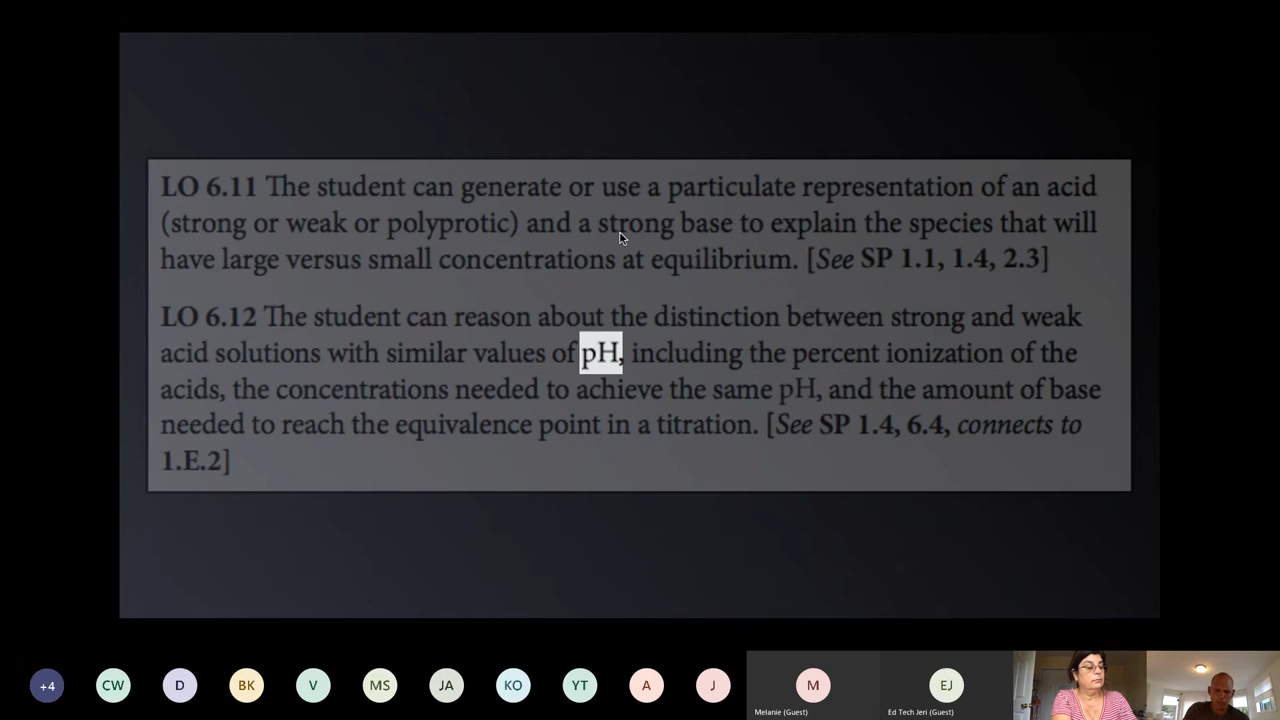 LO 6.11 The student can generate or use a particulate representation of an acid
(strong or weak or polyprotic) and a strong base to explain the species that will
have large versus small concentrations at equilibrium. [See SP 1.1, 1.4, 2.3]
LO 6.12 The student can reason about the distinction between strong and weak
acid solutions with similar values of pH, including the percent ionization of the
acids, the concentrations needed to achieve the same pH, and the amount of base
needed to reach the equivalence point in a titration. [See SP 1.4, 6.4, connects to
1.E.2]
+4
CW
D
BK
V
MS
JA
KO
YT
A
J
M
EJ
Melanie (Guest)
Ed Tech Jeri (Guest)